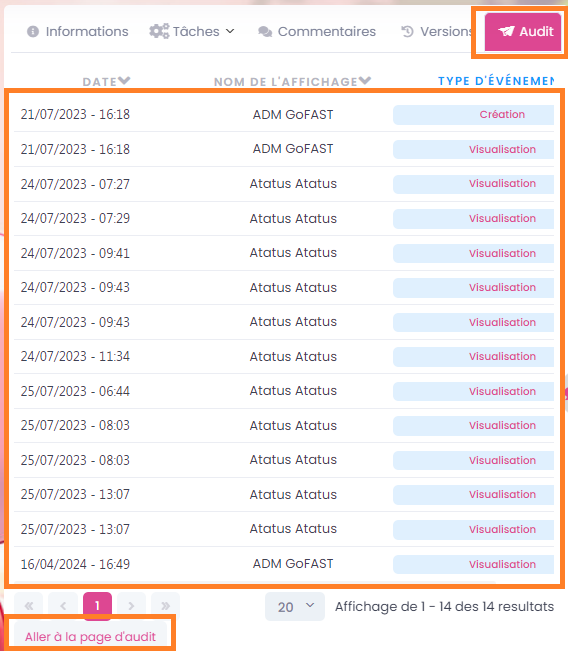 Informations Tâches Commentaires Versions Audit
DATE NOM DE L'AFFICHAGE TYPE D'ÉVÉNEMEN
21/07/2023 - 16:18 ADM GoFAST Création
21/07/2023 - 16:18 ADM GoFAST Visualisation
24/07/2023 - 07:27 Atatus Atatus Visualisation
24/07/2023 - 07:29 Atatus Atatus Visualisation
24/07/2023 - 09:41 Atatus Atatus Visualisation
24/07/2023 - 09:43 Atatus Atatus Visualisation
24/07/2023 - 09:43 Atatus Atatus Visualisation
24/07/2023 - 11:34 Atatus Atatus Visualisation
25/07/2023 - 06:44 Atatus Atatus Visualisation
25/07/2023 - 08:03 Atatus Atatus Visualisation
25/07/2023 - 08:03 Atatus Atatus Visualisation
25/07/2023 - 13:07 Atatus Atatus Visualisation
25/07/2023 - 13:07 Atatus Atatus Visualisation
16/04/2024 - 16:49 ADM GoFAST Visualisation
« ‹ 1 › » 20 Affichage de 1 - 14 des 14 resultats
Aller à la page d'audit